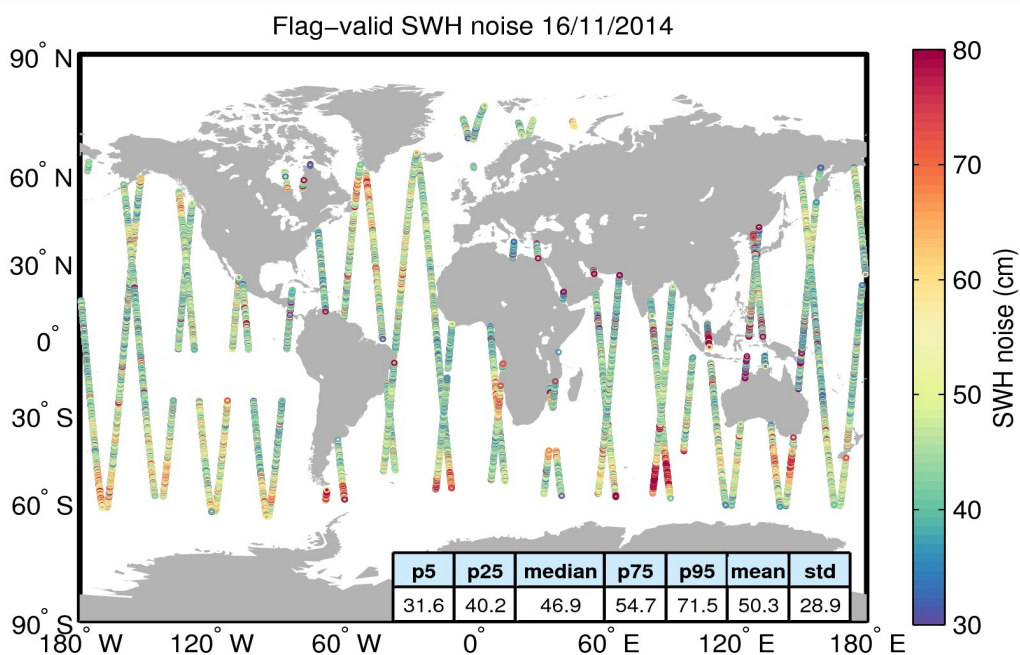 Flag−valid SWH noise 16/11/2014
90° N
60° N
30° N
0°
30° S
60° S
90° S
180° W 120° W 60° W 0° 60° E 120° E 180° E
p5 p25 median p75 p95 mean std
31.6 40.2 46.9 54.7 71.5 50.3 28.9
80
70
60
50
40
30
SWH noise (cm)